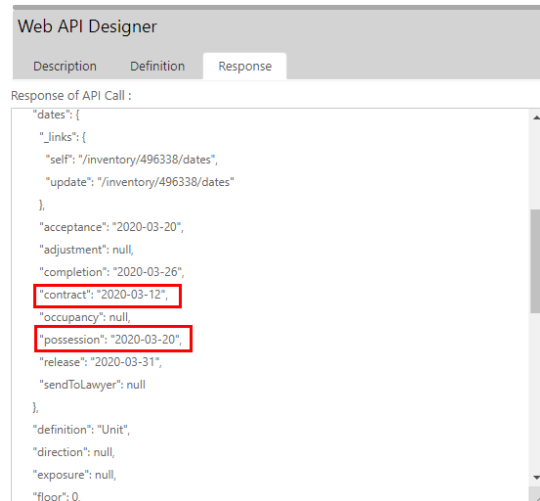 Web API Designer
Description Definition Response
Response of API Call :
"dates": {
"_links": {
"self": "/inventory/496338/dates",
"update": "/inventory/496338/dates"
},
"acceptance": "2020-03-20",
"adjustment": null,
"completion": "2020-03-26",
"contract": "2020-03-12",
"occupancy": null,
"possession": "2020-03-20",
"release": "2020-03-31",
"sendToLawyer": null
},
"definition": "Unit",
"direction": null,
"exposure": null,
"floor": 0,